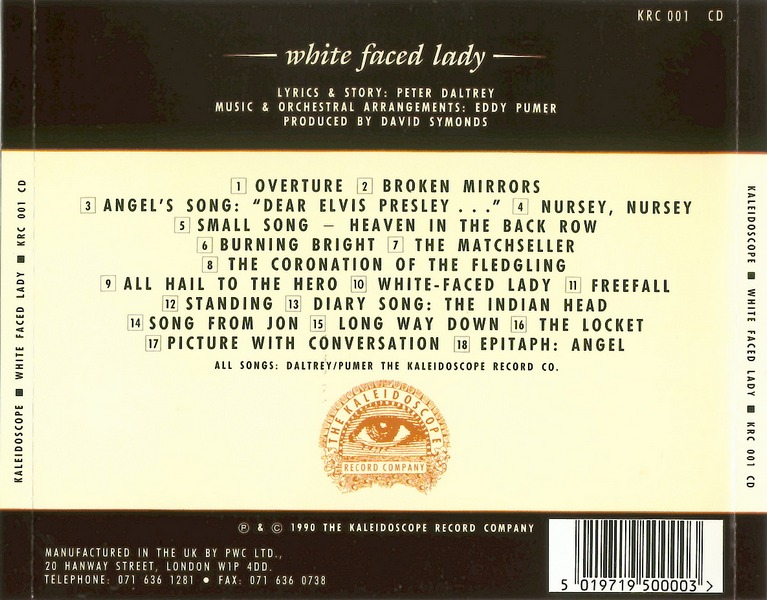 KRC 001 CD
white faced lady
LYRICS & STORY: PETER DALTREY
MUSIC & ORCHESTRAL ARRANGEMENTS: EDDY PUMER
PRODUCED BY DAVID SYMONDS
1 OVERTURE 2 BROKEN MIRRORS
3 ANGEL'S SONG: "DEAR ELVIS PRESLEY . . ." 4 NURSEY, NURSEY
5 SMALL SONG – HEAVEN IN THE BACK ROW
6 BURNING BRIGHT 7 THE MATCHSELLER
8 THE CORONATION OF THE FLEDGLING
9 ALL HAIL TO THE HERO 10 WHITE-FACED LADY 11 FREEFALL
12 STANDING 13 DIARY SONG: THE INDIAN HEAD
14 SONG FROM JON 15 LONG WAY DOWN 16 THE LOCKET
17 PICTURE WITH CONVERSATION 18 EPITAPH: ANGEL
ALL SONGS: DALTREY/PUMER THE KALEIDOSCOPE RECORD CO.
THE KALEIDOSCOPE
RECORD COMPANY
℗ & © 1990 THE KALEIDOSCOPE RECORD COMPANY
MANUFACTURED IN THE UK BY PWC LTD.,
20 HANWAY STREET, LONDON W1P 4DD.
TELEPHONE: 071 636 1281 ● FAX: 071 636 0738
5 019719 500003 >
KALEIDOSCOPE ■ WHITE FACED LADY ■ KRC 001 CD
KALEIDOSCOPE ■ WHITE FACED LADY ■ KRC 001 CD